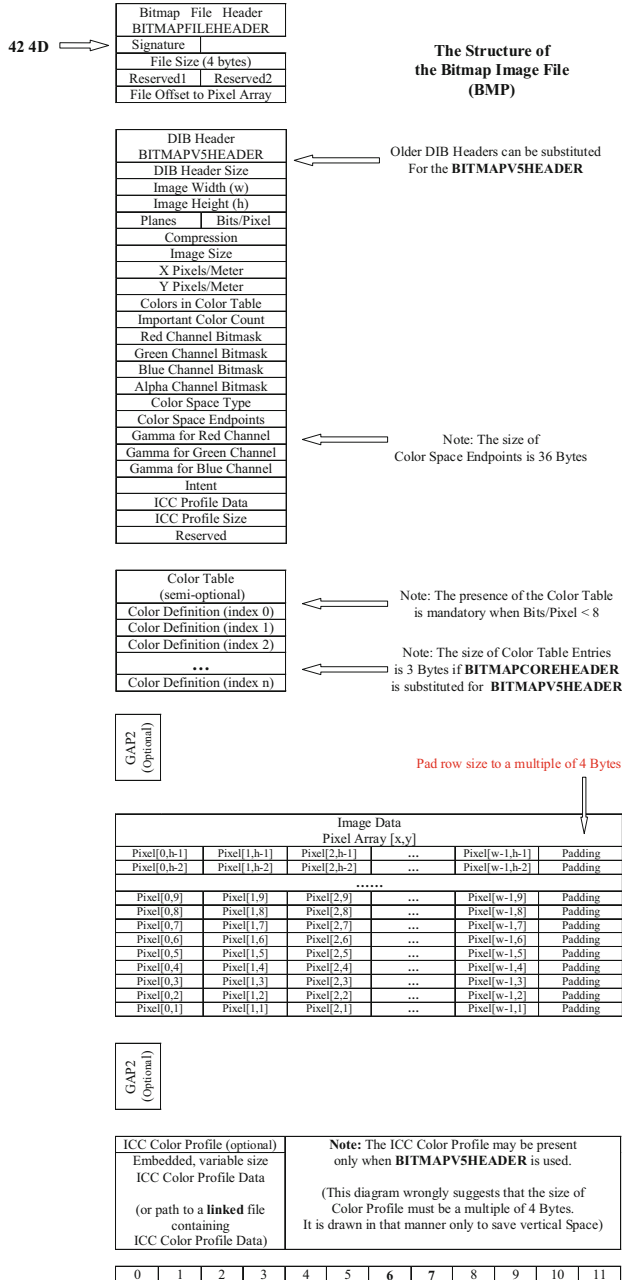 Bitmap File Header
BITMAPFILEHEADER
42 4D
Signature
File Size (4 bytes)
Reserved1 Reserved2
File Offset to Pixel Array
The Structure of
the Bitmap Image File
(BMP)
DIB Header
BITMAPV5HEADER
DIB Header Size
Image Width (w)
Image Height (h)
Planes Bits/Pixel
Compression
Image Size
X Pixels/Meter
Y Pixels/Meter
Colors in Color Table
Important Color Count
Red Channel Bitmask
Green Channel Bitmask
Blue Channel Bitmask
Alpha Channel Bitmask
Color Space Type
Color Space Endpoints
Gamma for Red Channel
Gamma for Green Channel
Gamma for Blue Channel
Intent
ICC Profile Data
ICC Profile Size
Reserved
Older DIB Headers can be substituted
For the BITMAPV5HEADER
Note: The size of
Color Space Endpoints is 36 Bytes
Color Table
(semi-optional)
Color Definition (index 0)
Color Definition (index 1)
Color Definition (index 2)
...
Color Definition (index n)
Note: The presence of the Color Table
is mandatory when Bits/Pixel < 8
Note: The size of Color Table Entries
is 3 Bytes if BITMAPCOREHEADER
is substituted for BITMAPV5HEADER
GAP2
(Optional)
Pad row size to a multiple of 4 Bytes
Image Data
Pixel Array [x,y]
Pixel[0,h-1] Pixel[1,h-1] Pixel[2,h-1] ... Pixel[w-1,h-1] Padding
Pixel[0,h-2] Pixel[1,h-2] Pixel[2,h-2] ... Pixel[w-1,h-2] Padding
......
Pixel[0,9] Pixel[1,9] Pixel[2,9] ... Pixel[w-1,9] Padding
Pixel[0,8] Pixel[1,8] Pixel[2,8] ... Pixel[w-1,8] Padding
Pixel[0,7] Pixel[1,7] Pixel[2,7] ... Pixel[w-1,7] Padding
Pixel[0,6] Pixel[1,6] Pixel[2,6] ... Pixel[w-1,6] Padding
Pixel[0,5] Pixel[1,5] Pixel[2,5] ... Pixel[w-1,5] Padding
Pixel[0,4] Pixel[1,4] Pixel[2,4] ... Pixel[w-1,4] Padding
Pixel[0,3] Pixel[1,3] Pixel[2,3] ... Pixel[w-1,3] Padding
Pixel[0,2] Pixel[1,2] Pixel[2,2] ... Pixel[w-1,2] Padding
Pixel[0,1] Pixel[1,1] Pixel[2,1] ... Pixel[w-1,1] Padding
GAP2
(Optional)
ICC Color Profile (optional)
Embedded, variable size
ICC Color Profile Data
(or path to a linked file
containing
ICC Color Profile Data)
Note: The ICC Color Profile may be present
only when BITMAPV5HEADER is used.
(This diagram wrongly suggests that the size of
Color Profile must be a multiple of 4 Bytes.
It is drawn in that manner only to save vertical Space)
0 1 2 3 4 5 6 7 8 9 10 11